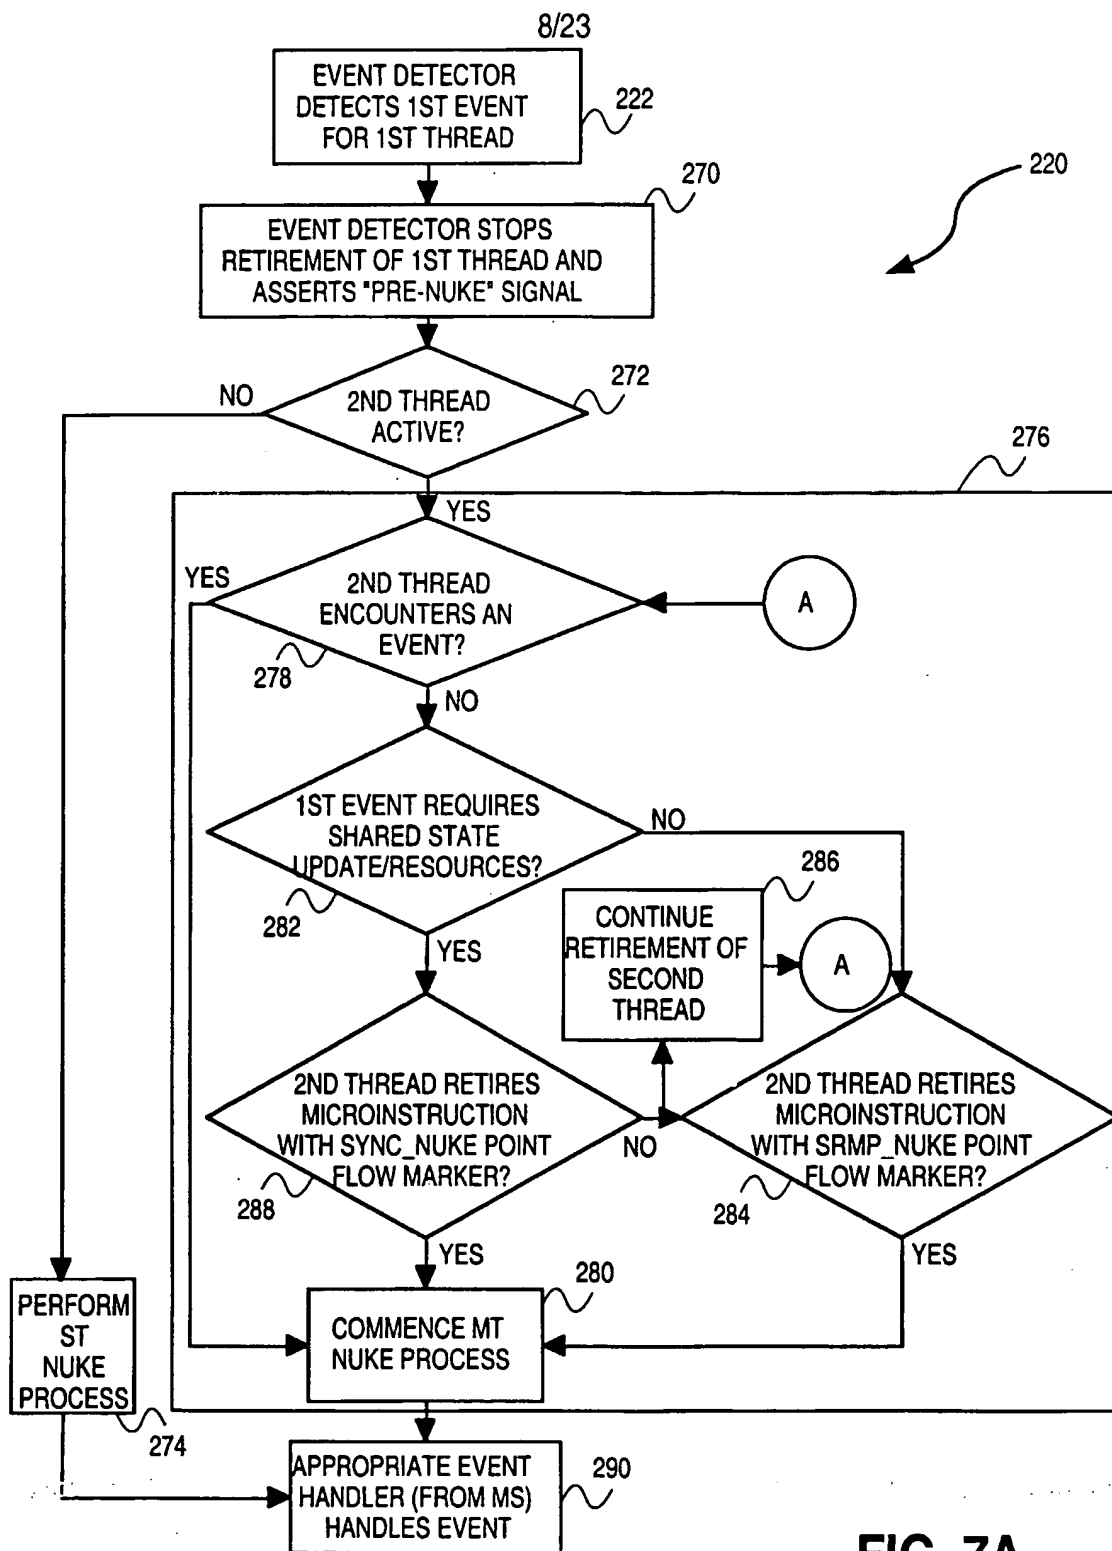 8/23
EVENT DETECTOR
DETECTS 1ST EVENT
FOR 1ST THREAD
222
220
270
EVENT DETECTOR STOPS
RETIREMENT OF 1ST THREAD AND
ASSERTS "PRE-NUKE" SIGNAL
272
NO
2ND THREAD
ACTIVE?
276
YES
YES
2ND THREAD
ENCOUNTERS AN
EVENT?
A
278
NO
1ST EVENT REQUIRES
SHARED STATE
UPDATE/RESOURCES?
NO
282
286
CONTINUE
RETIREMENT OF
SECOND
THREAD
A
YES
2ND THREAD RETIRES
MICROINSTRUCTION
WITH SYNC_NUKE POINT
FLOW MARKER?
NO
288
2ND THREAD RETIRES
MICROINSTRUCTION
WITH SRMP_NUKE POINT
FLOW MARKER?
284
YES
YES
280
COMMENCE MT
NUKE PROCESS
PERFORM
ST
NUKE
PROCESS
274
APPROPRIATE EVENT
HANDLER (FROM MS)
HANDLES EVENT
290
FIG. 7A